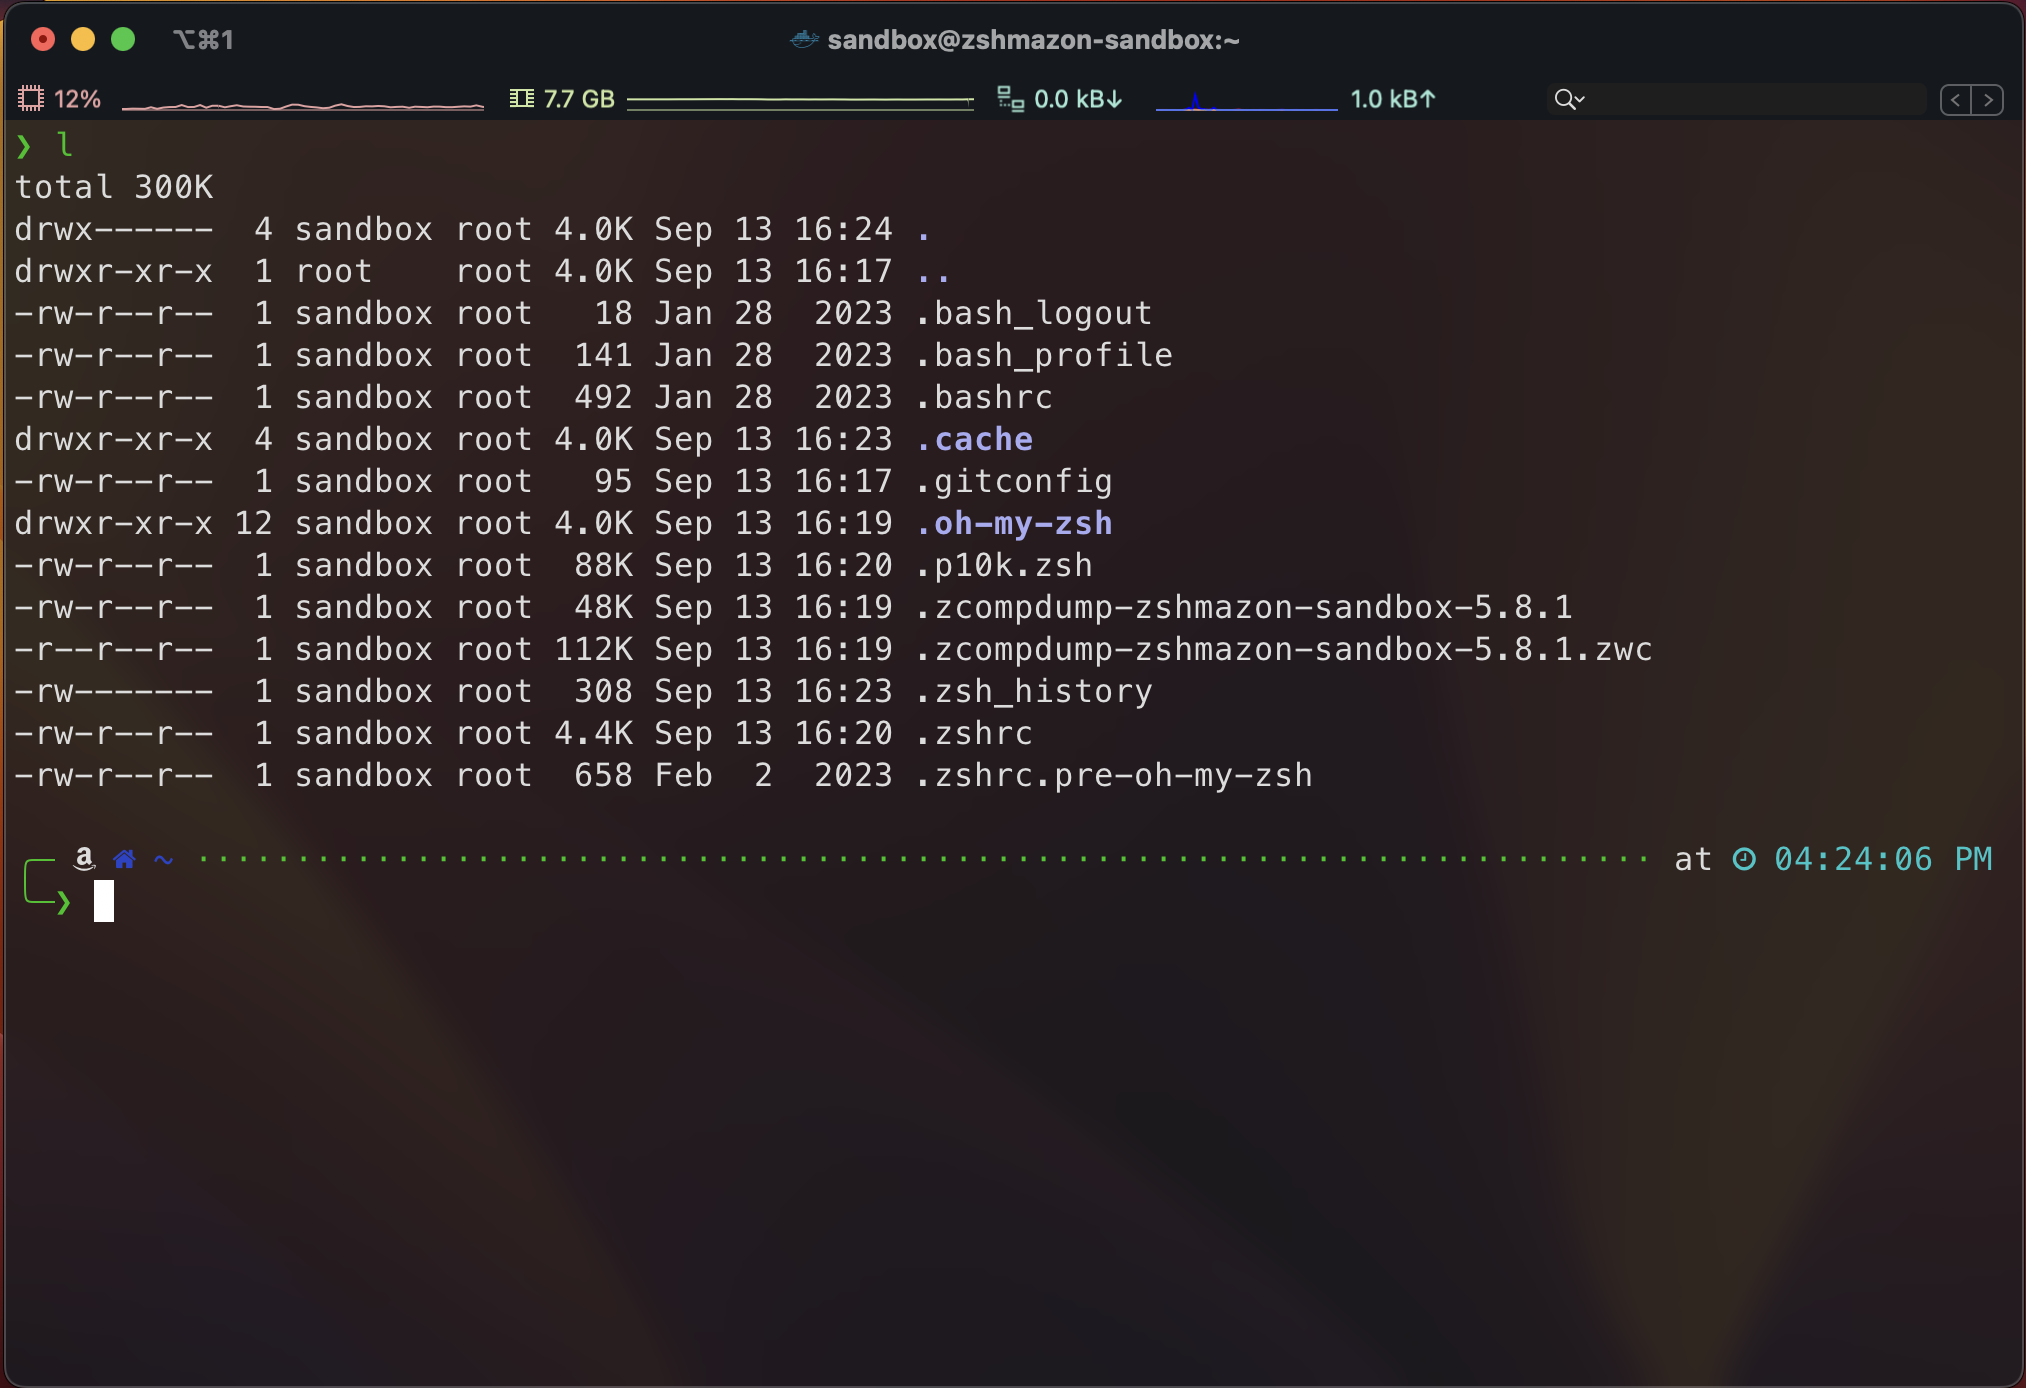 ⌥⌘1
sandbox@zshmazon-sandbox:~
12% 7.7 GB 0.0 kB↓ 1.0 kB↑
❯ l
total 300K
drwx------  4 sandbox root 4.0K Sep 13 16:24 .
drwxr-xr-x  1 root    root 4.0K Sep 13 16:17 ..
-rw-r--r--  1 sandbox root   18 Jan 28  2023 .bash_logout
-rw-r--r--  1 sandbox root  141 Jan 28  2023 .bash_profile
-rw-r--r--  1 sandbox root  492 Jan 28  2023 .bashrc
drwxr-xr-x  4 sandbox root 4.0K Sep 13 16:23 .cache
-rw-r--r--  1 sandbox root   95 Sep 13 16:17 .gitconfig
drwxr-xr-x 12 sandbox root 4.0K Sep 13 16:19 .oh-my-zsh
-rw-r--r--  1 sandbox root  88K Sep 13 16:20 .p10k.zsh
-rw-r--r--  1 sandbox root  48K Sep 13 16:19 .zcompdump-zshmazon-sandbox-5.8.1
-r--r--r--  1 sandbox root 112K Sep 13 16:19 .zcompdump-zshmazon-sandbox-5.8.1.zwc
-rw-------  1 sandbox root  308 Sep 13 16:23 .zsh_history
-rw-r--r--  1 sandbox root 4.4K Sep 13 16:20 .zshrc
-rw-r--r--  1 sandbox root  658 Feb  2  2023 .zshrc.pre-oh-my-zsh
a ~ at 04:24:06 PM
❯